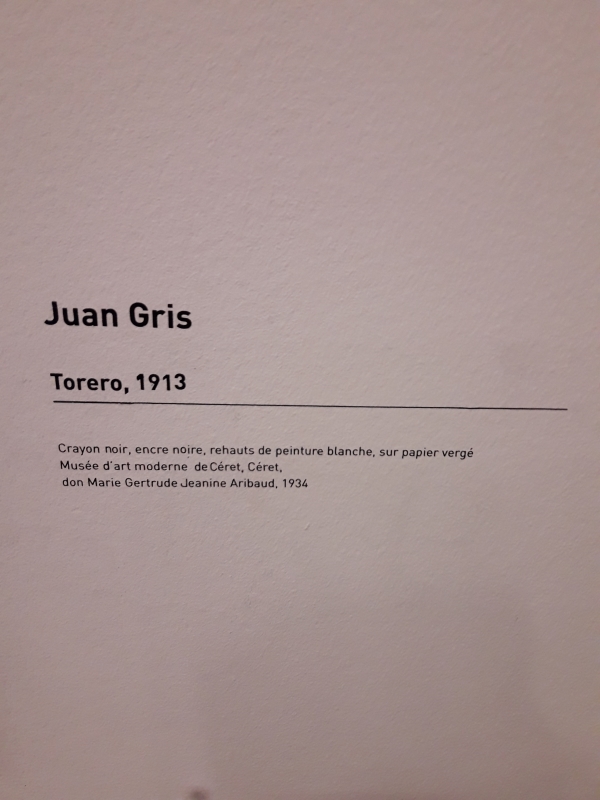 Juan Gris
Torero, 1913
Crayon noir, encre noire, rehauts de peinture blanche, sur papier vergé
Musée d'art moderne de Céret, Céret,
don Marie Gertrude Jeanine Aribaud, 1934